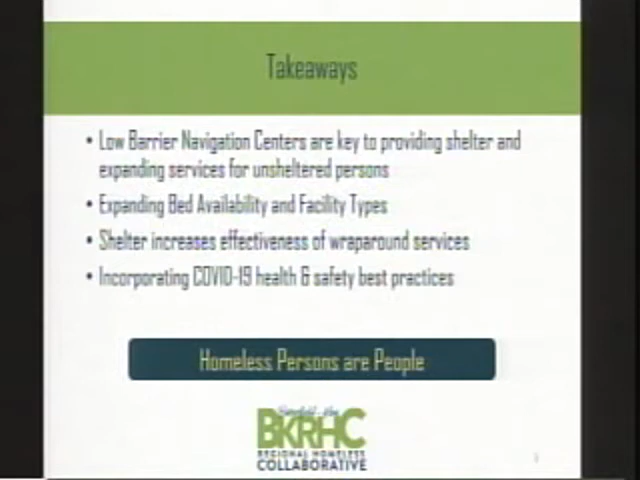 Takeaways
• Low Barrier Navigation Centers are key to providing shelter and
expanding services for unsheltered persons
• Expanding Bed Availability and Facility Types
• Shelter increases effectiveness of wraparound services
• Incorporating COVID-19 health & safety best practices
Homeless Persons are People
BKRHC
REGIONAL HOMELESS
COLLABORATIVE